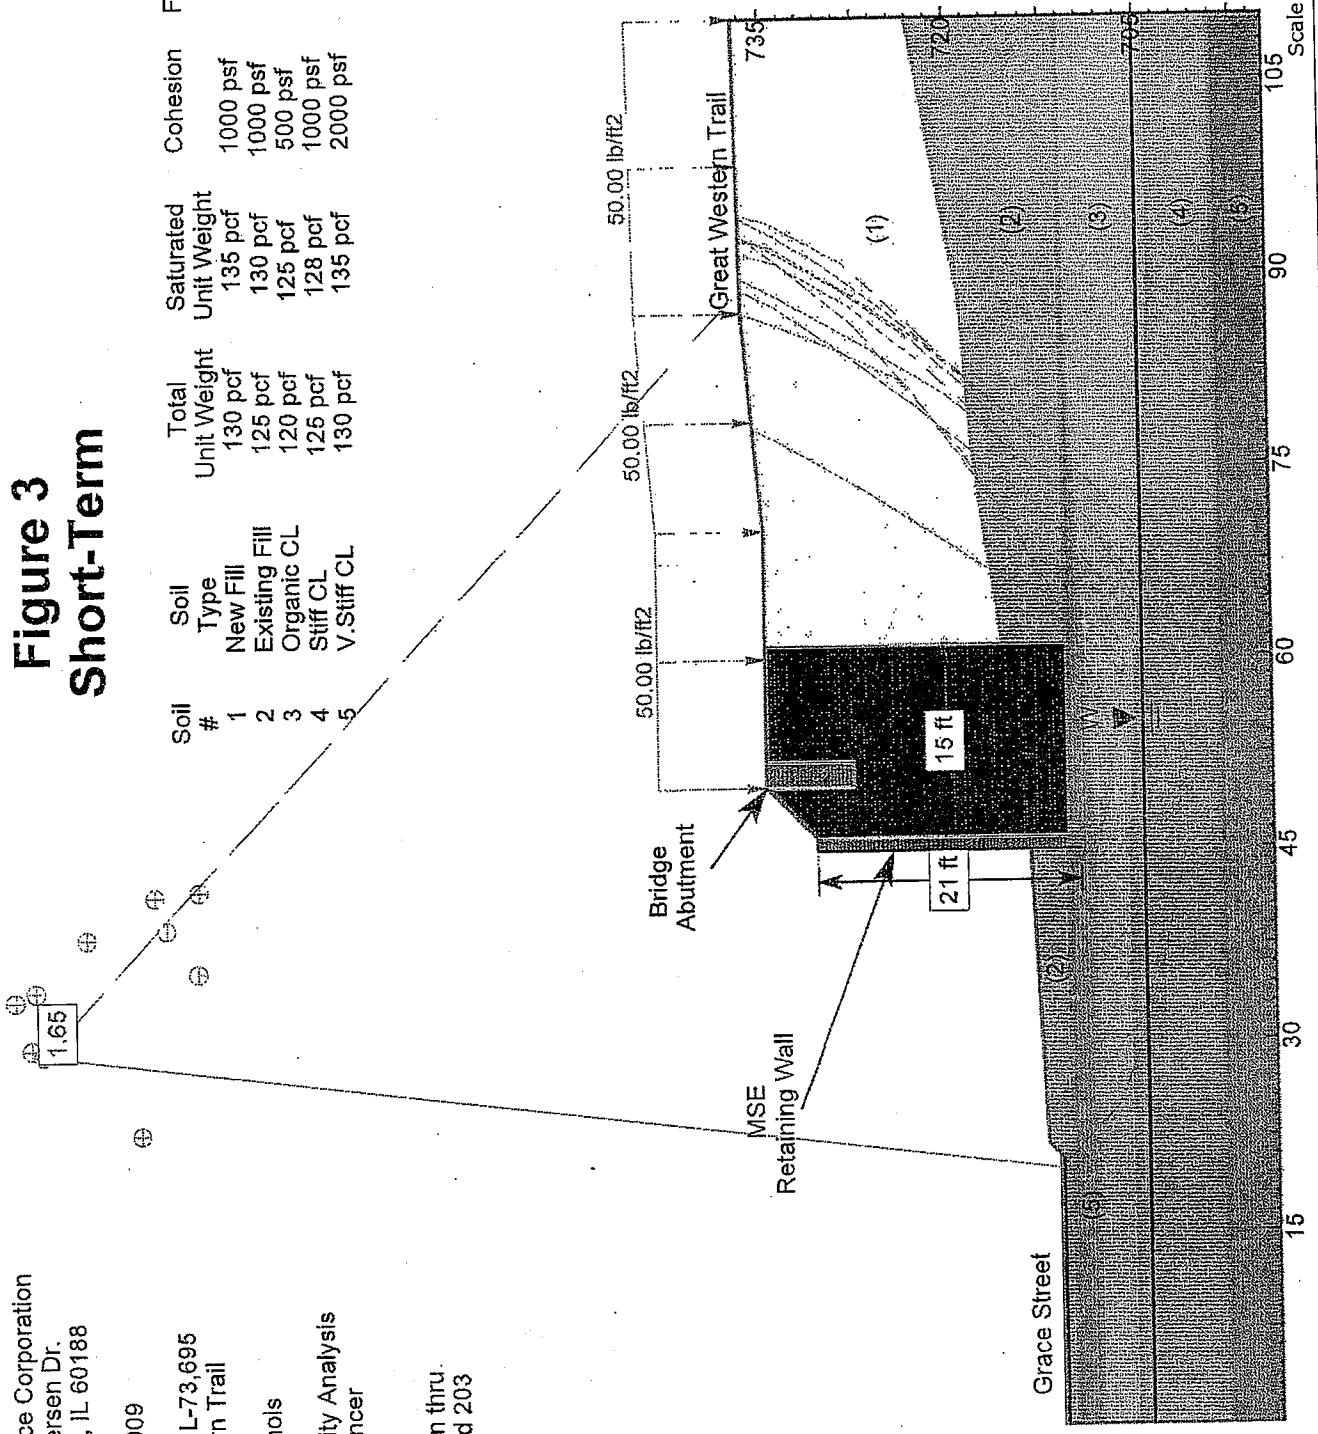 Figure 3
Short-Term
ce Corporation
ersen Dr.
, IL 60188
009
L-73,695
rn Trail
nois
ity Analysis
ncer
n thru
d 203
Soil # Soil Type Total Unit Weight Saturated Unit Weight Cohesion F
1 New Fill 130 pcf 135 pcf 1000 psf
2 Existing Fill 125 pcf 130 pcf 1000 psf
3 Organic CL 120 pcf 125 pcf 500 psf
4 Stiff CL 125 pcf 128 pcf 1000 psf
5 V.Stiff CL 130 pcf 135 pcf 2000 psf
1.65
50.00 lb/ft2
50.00 lb/ft2
50.00 lb/ft2
Bridge
Abutment
Great Western Trail
MSE
Retaining Wall
21 ft
15 ft
Grace Street
W
(1)
(2)
(3)
(4)
(5)
(2)
(5)
735
720
705
15
30
45
60
75
90
105
Scale